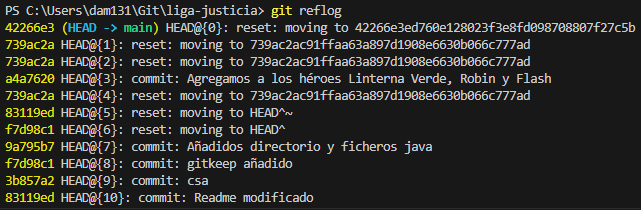 PS C:\Users\dam131\Git\liga-justicia> git reflog
42266e3 (HEAD -> main) HEAD@{0}: reset: moving to 42266e3ed760e128023f3e8fd098708807f27c5b
739ac2a HEAD@{1}: reset: moving to 739ac2ac91ffaa63a897d1908e6630b066c777ad
739ac2a HEAD@{2}: reset: moving to 739ac2ac91ffaa63a897d1908e6630b066c777ad
a4a7620 HEAD@{3}: commit: Agregamos a los héroes Linterna Verde, Robin y Flash
739ac2a HEAD@{4}: reset: moving to 739ac2ac91ffaa63a897d1908e6630b066c777ad
83119ed HEAD@{5}: reset: moving to HEAD^~
f7d98c1 HEAD@{6}: reset: moving to HEAD^
9a795b7 HEAD@{7}: commit: Añadidos directorio y ficheros java
f7d98c1 HEAD@{8}: commit: gitkeep añadido
3b857a2 HEAD@{9}: commit: csa
83119ed HEAD@{10}: commit: Readme modificado